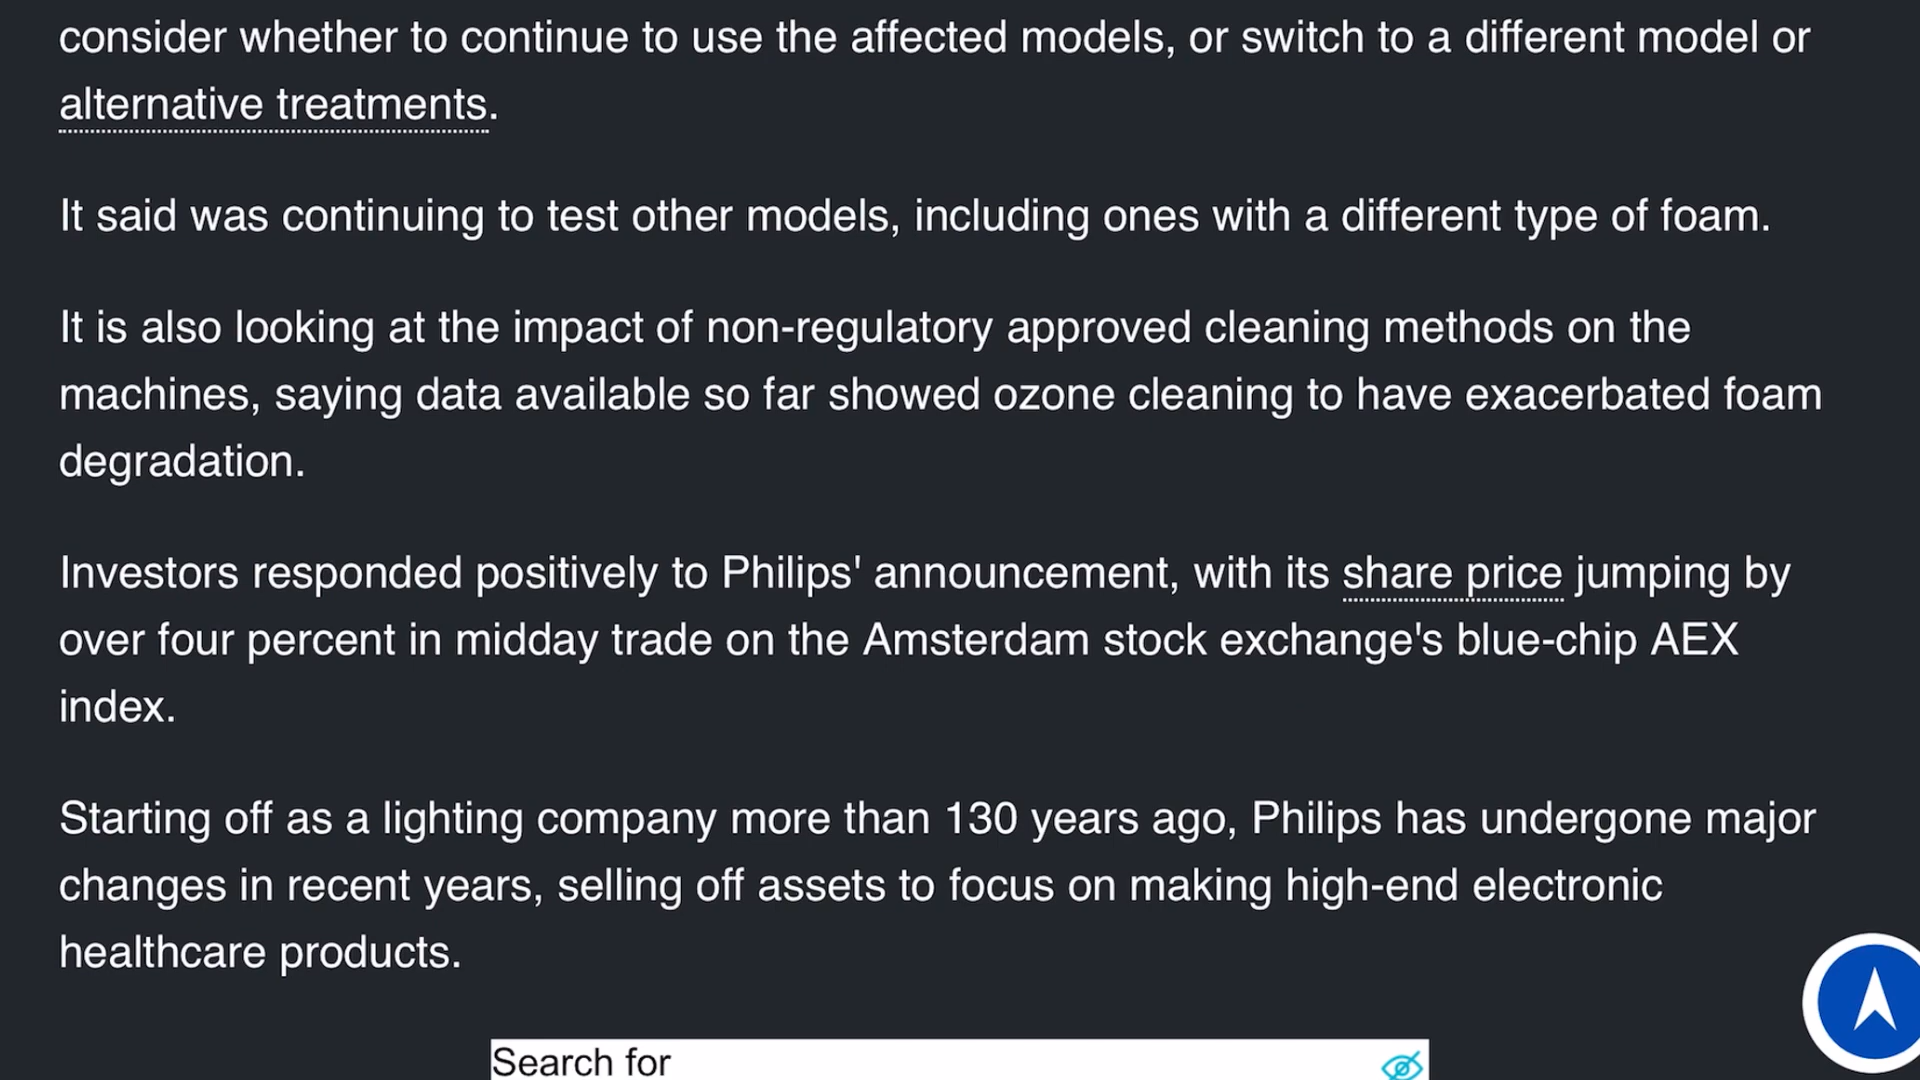 consider whether to continue to use the affected models, or switch to a different model or
alternative treatments.
It said was continuing to test other models, including ones with a different type of foam.
It is also looking at the impact of non-regulatory approved cleaning methods on the
machines, saying data available so far showed ozone cleaning to have exacerbated foam
degradation.
Investors responded positively to Philips' announcement, with its share price jumping by
over four percent in midday trade on the Amsterdam stock exchange's blue-chip AEX
index.
Starting off as a lighting company more than 130 years ago, Philips has undergone major
changes in recent years, selling off assets to focus on making high-end electronic
healthcare products.
Search for